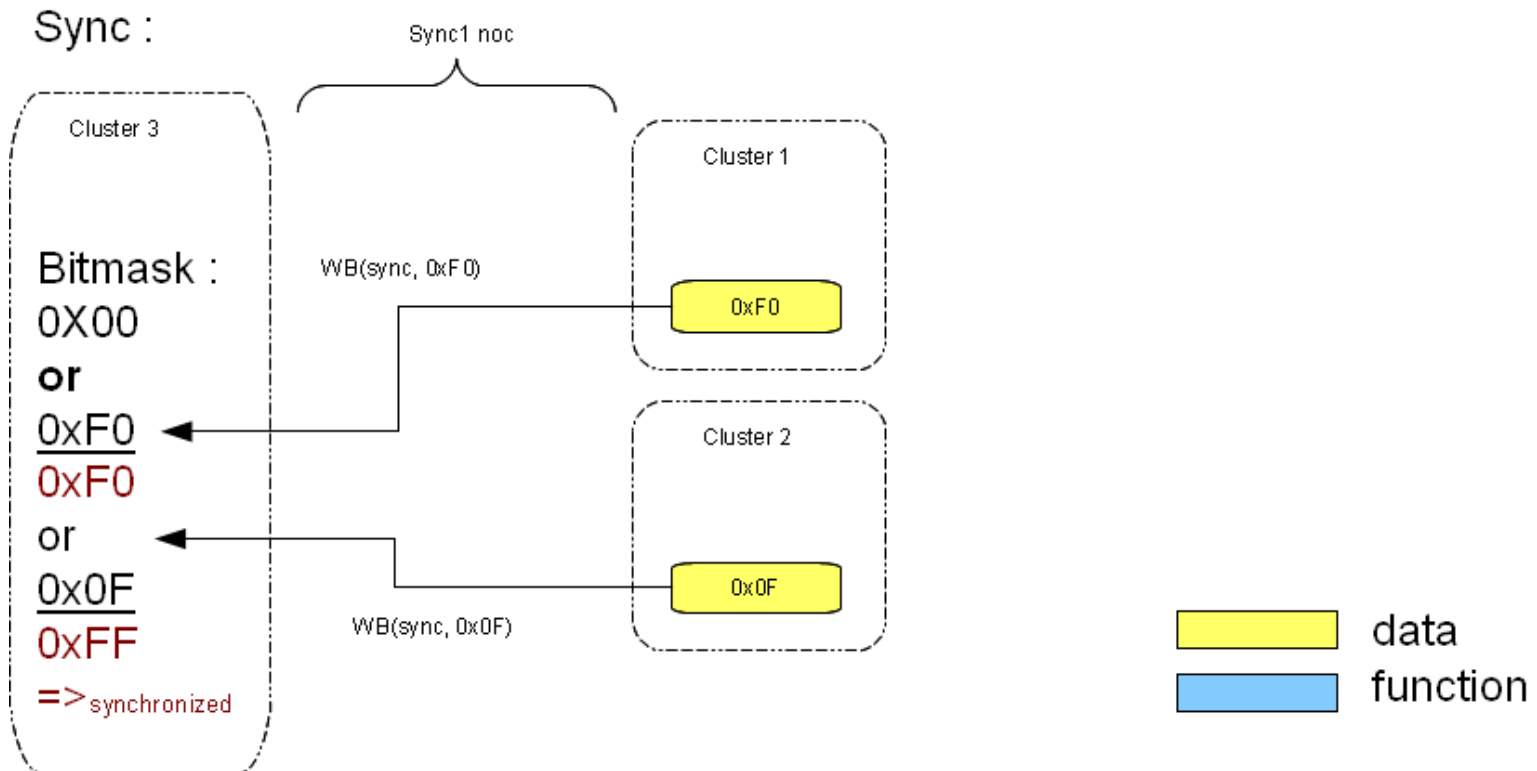 Sync :
Sync1 noc
Cluster 3
Cluster 1
Bitmask :
0X00
or
0xF0
0xF0
or
0x0F
0xFF
=>synchronized
WB(sync, 0xF0)
0xF0
Cluster 2
0x0F
WB(sync, 0x0F)
data
function